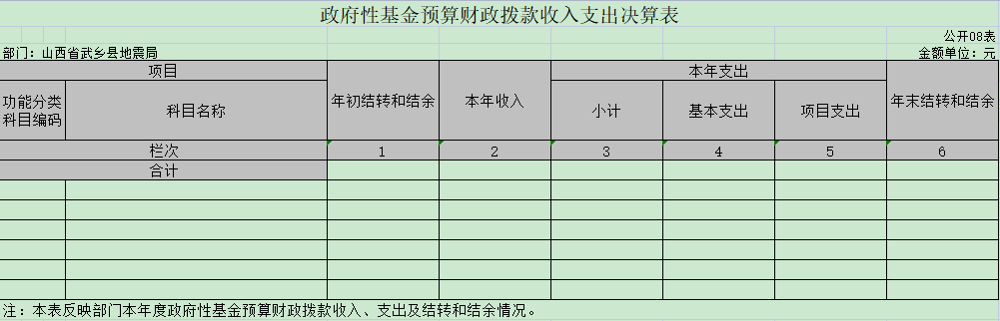 政府性基金预算财政拨款收入支出决算表
公开08表
部门：山西省武乡县地震局 金额单位：元
项目 年初结转和结余 本年收入 本年支出 年末结转和结余
功能分类科目编码 科目名称 小计 基本支出 项目支出
栏次 1 2 3 4 5 6
合计
注：本表反映部门本年度政府性基金预算财政拨款收入、支出及结转和结余情况。